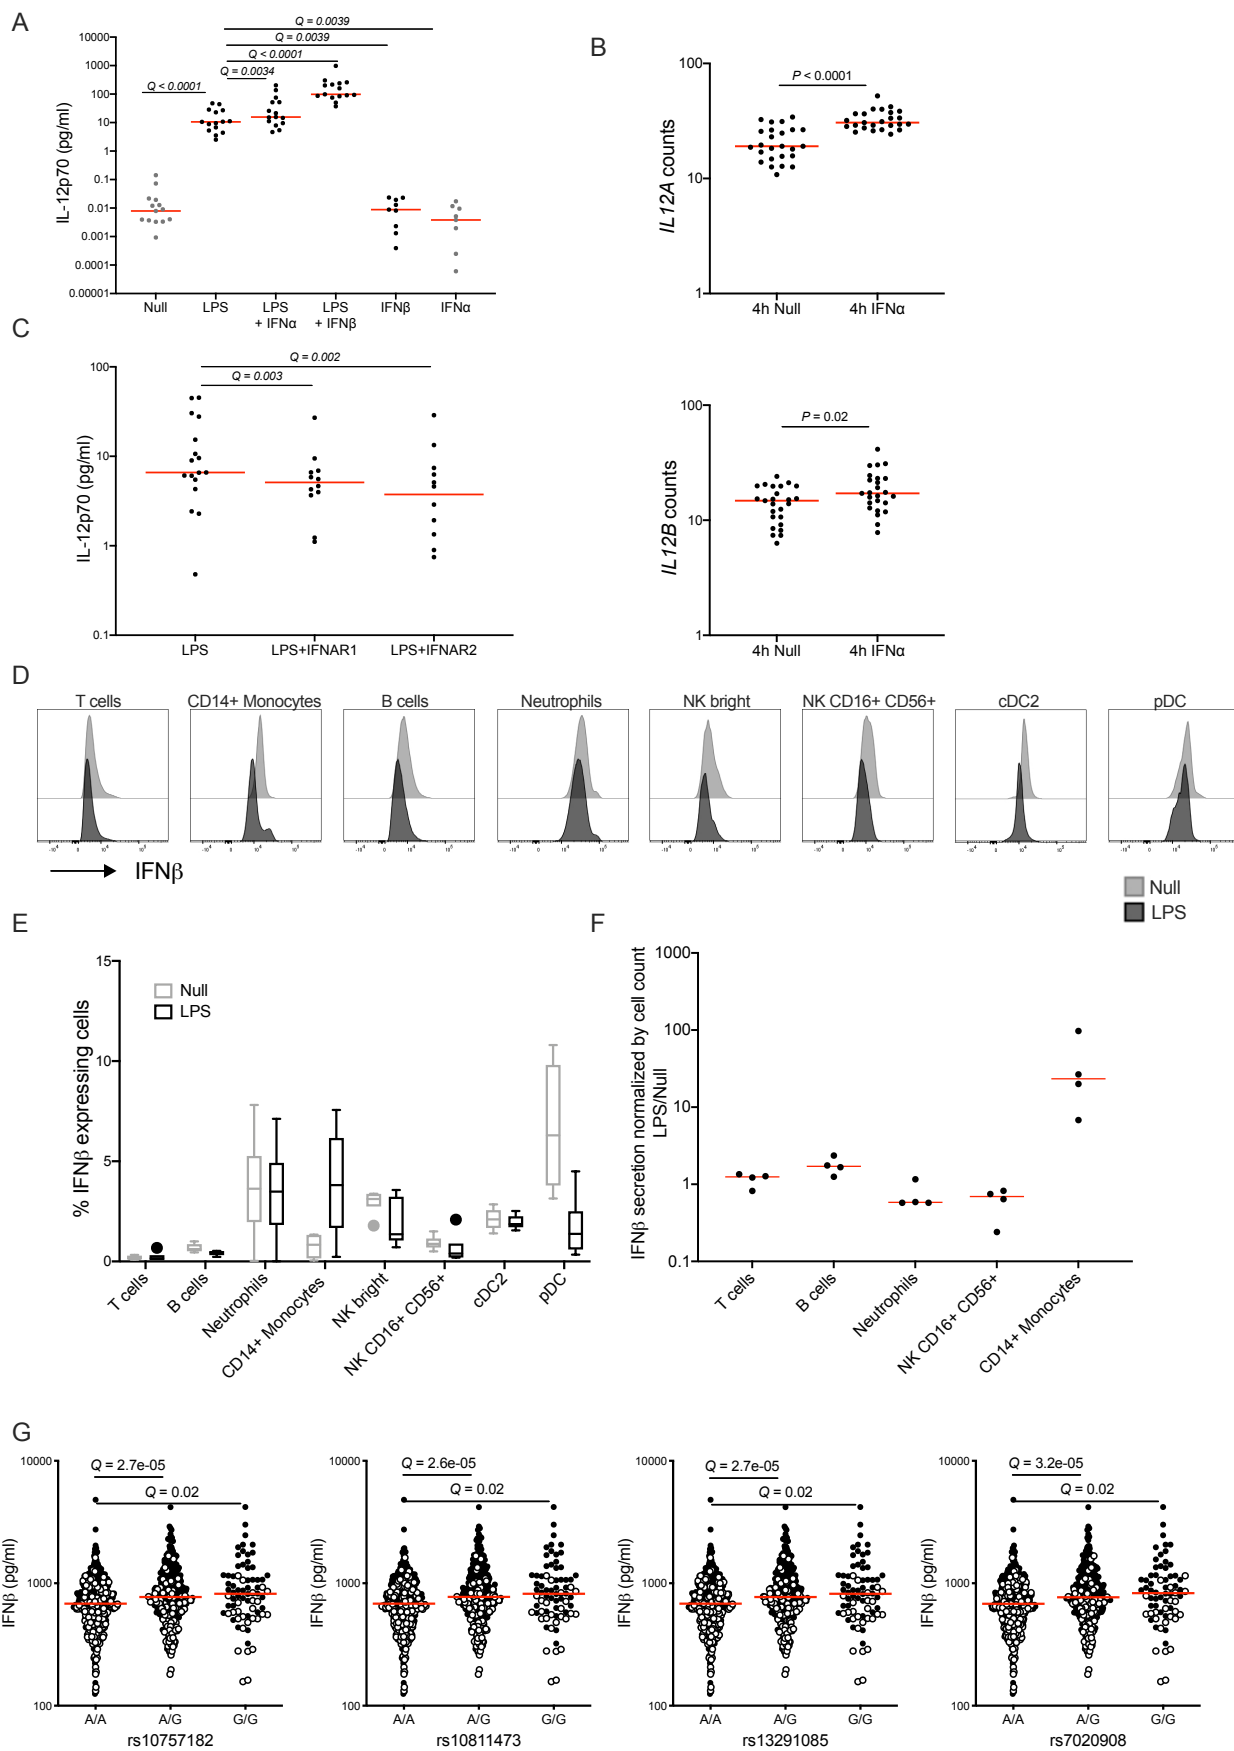 A
Q = 0.0039
Q = 0.0039
Q < 0.0001
Q = 0.0034
Q < 0.0001
IL-12p70 (pg/ml)
10000
1000
100
10
1
0.1
0.01
0.001
0.0001
0.00001
Null
LPS
LPS + IFNα
LPS + IFNβ
IFNβ
IFNα
B
P < 0.0001
IL12A counts
100
10
1
4h Null
4h IFNα
P = 0.02
IL12B counts
100
10
1
4h Null
4h IFNα
C
Q = 0.002
Q = 0.003
IL-12p70 (pg/ml)
100
10
1
0.1
LPS
LPS+IFNAR1
LPS+IFNAR2
D
T cells
CD14+ Monocytes
B cells
Neutrophils
NK bright
NK CD16+ CD56+
cDC2
pDC
IFNβ
Null
LPS
E
% IFNβ expressing cells
15
10
5
0
Null
LPS
T cells
B cells
Neutrophils
CD14+ Monocytes
NK bright
NK CD16+ CD56+
cDC2
pDC
F
IFNβ secretion normalized by cell count
LPS/Null
1000
100
10
1
0.1
T cells
B cells
Neutrophils
NK CD16+ CD56+
CD14+ Monocytes
G
Q = 2.7e-05
Q = 0.02
IFNβ (pg/ml)
10000
1000
100
A/A
A/G
G/G
rs10757182
Q = 2.6e-05
Q = 0.02
IFNβ (pg/ml)
10000
1000
100
A/A
A/G
G/G
rs10811473
Q = 2.7e-05
Q = 0.02
IFNβ (pg/ml)
10000
1000
100
A/A
A/G
G/G
rs13291085
Q = 3.2e-05
Q = 0.02
IFNβ (pg/ml)
10000
1000
100
A/A
A/G
G/G
rs7020908